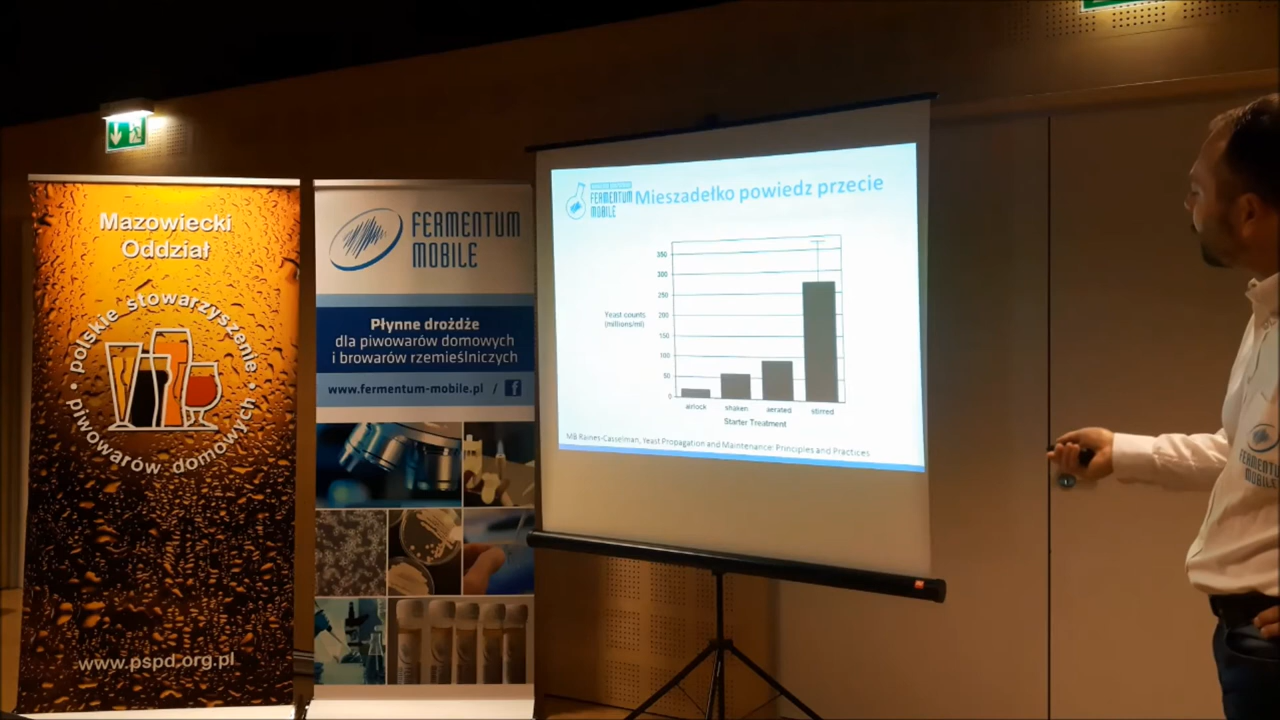 Mazowiecki
Oddział
polskie stowarzyszenie
piwowarów domowych
www.pspd.org.pl
FERMENTUM
MOBILE
Płynne drożdże
dla piwowarów domowych
i browarów rzemieślniczych
www.fermentum-mobile.pl / f
FERMENTUM
MOBILE
Mieszadełko powiedz przecie
350
300
250
200
150
100
50
0
Yeast counts
(millions/ml)
airlock shaken aerated stirred
Starter Treatment
MB Raines-Casselman, Yeast Propagation and Maintenance: Principles and Practices
FERMENTUM
MOBILE